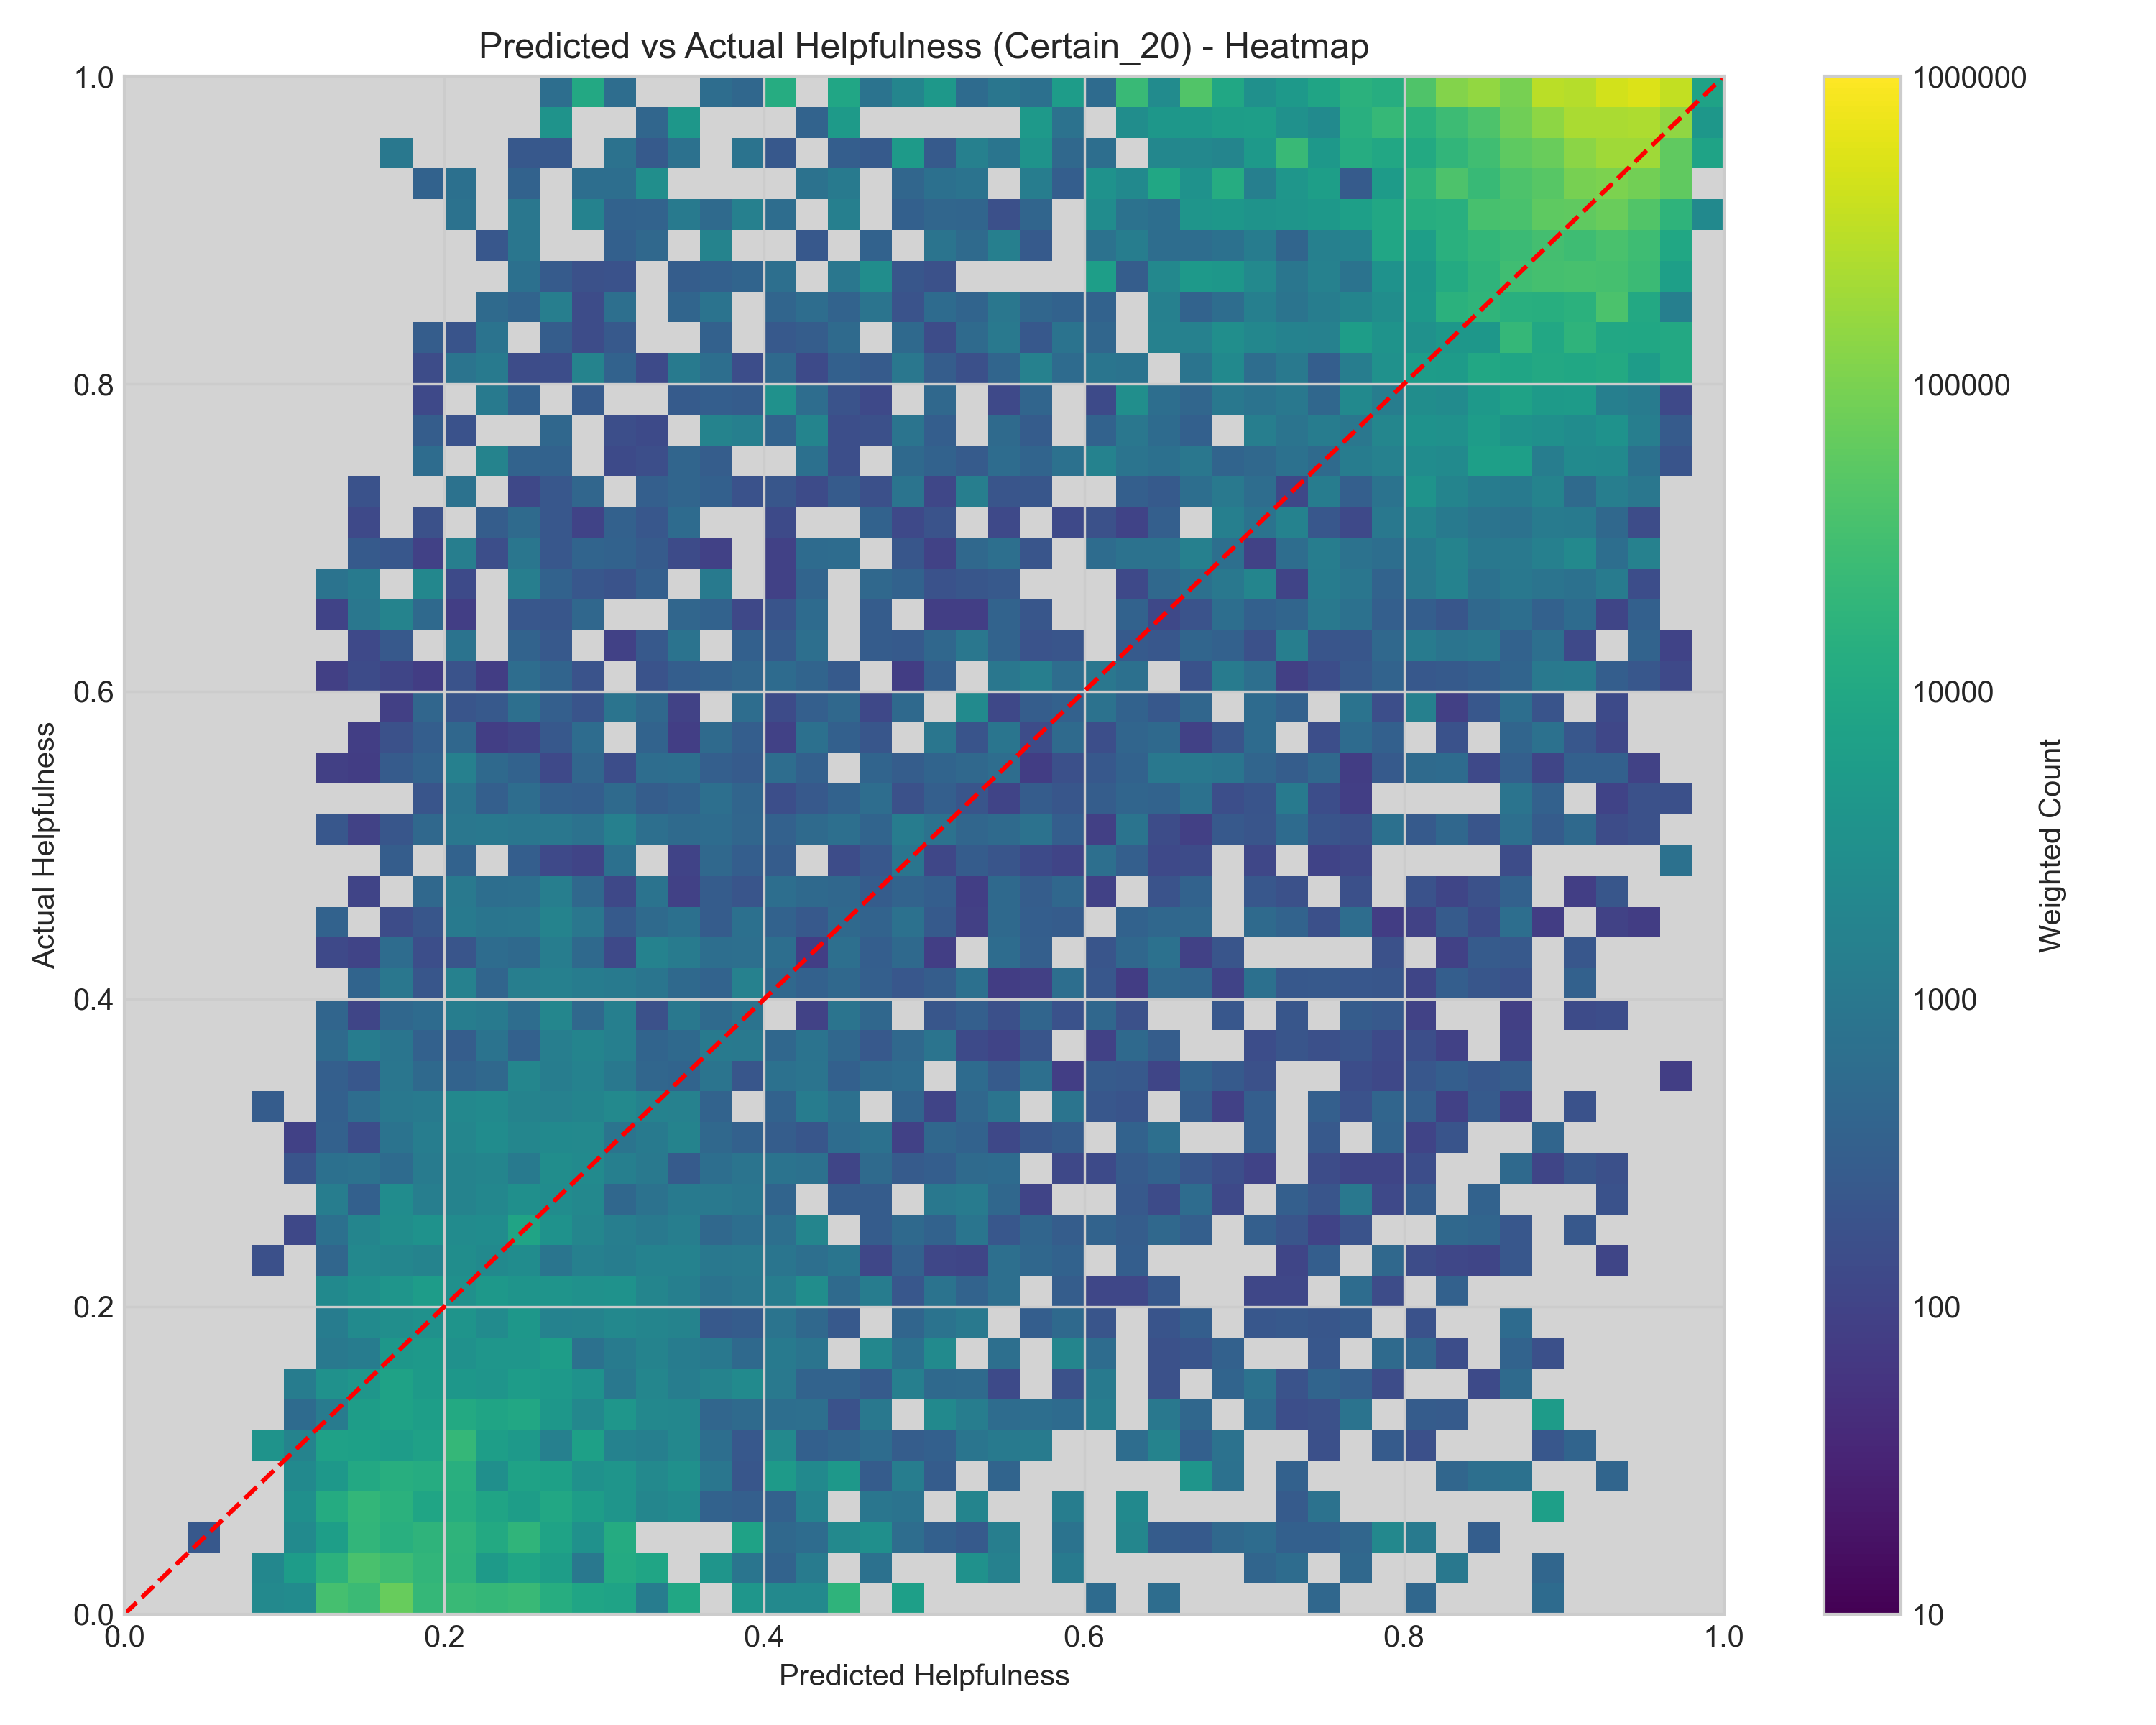 Predicted vs Actual Helpfulness (Certain_20) - Heatmap
1.0
0.8
0.6
0.4
0.2
0.0
Actual Helpfulness
0.0 0.2 0.4 0.6 0.8 1.0
Predicted Helpfulness
1000000
100000
10000
1000
100
10
Weighted Count